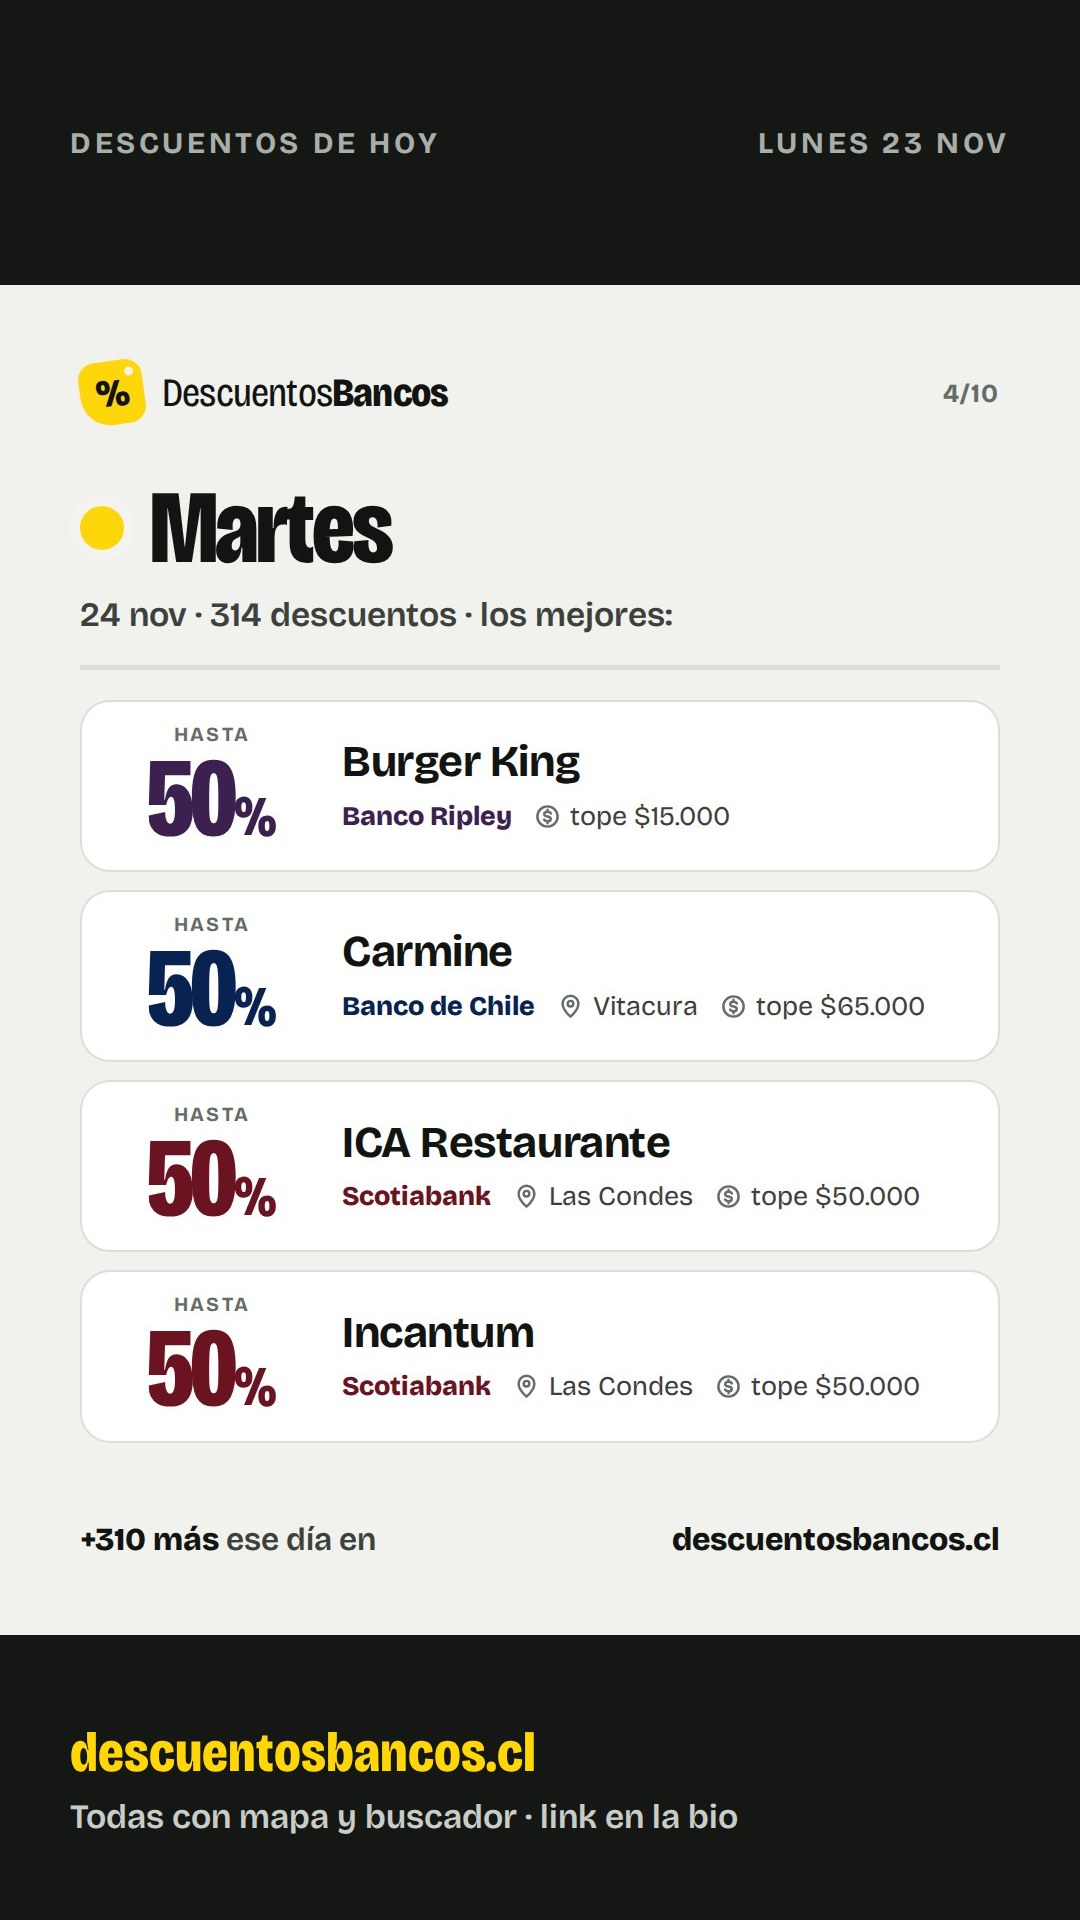 DESCUENTOS DE HOY
LUNES 23 NOV
% DescuentosBancos
4/10
Martes
24 nov · 314 descuentos · los mejores:
HASTA
50%
Burger King
Banco Ripley $ tope $15.000
HASTA
50%
Carmine
Banco de Chile Vitacura $ tope $65.000
HASTA
50%
ICA Restaurante
Scotiabank Las Condes $ tope $50.000
HASTA
50%
Incantum
Scotiabank Las Condes $ tope $50.000
+310 más ese día en
descuentosbancos.cl
descuentosbancos.cl
Todas con mapa y buscador · link en la bio